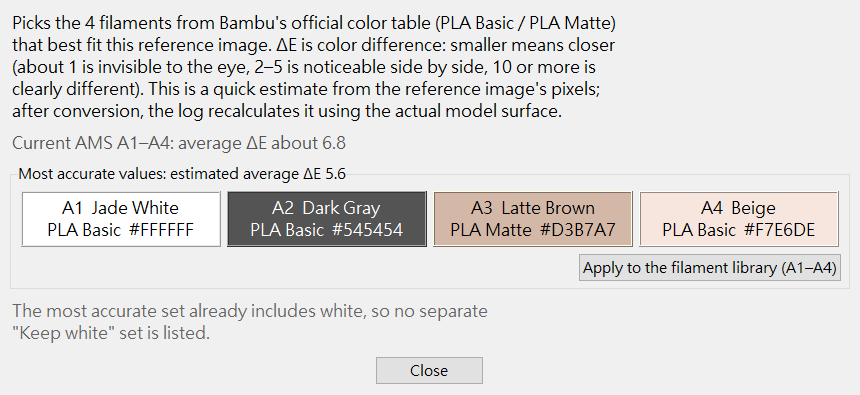 Picks the 4 filaments from Bambu's official color table (PLA Basic / PLA Matte)
that best fit this reference image. ΔE is color difference: smaller means closer
(about 1 is invisible to the eye, 2–5 is noticeable side by side, 10 or more is
clearly different). This is a quick estimate from the reference image's pixels;
after conversion, the log recalculates it using the actual model surface.
Current AMS A1–A4: average ΔE about 6.8
Most accurate values: estimated average ΔE 5.6
A1  Jade White
PLA Basic  #FFFFFF
A2  Dark Gray
PLA Basic  #545454
A3  Latte Brown
PLA Matte  #D3B7A7
A4  Beige
PLA Basic  #F7E6DE
Apply to the filament library (A1–A4)
The most accurate set already includes white, so no separate
"Keep white" set is listed.
Close